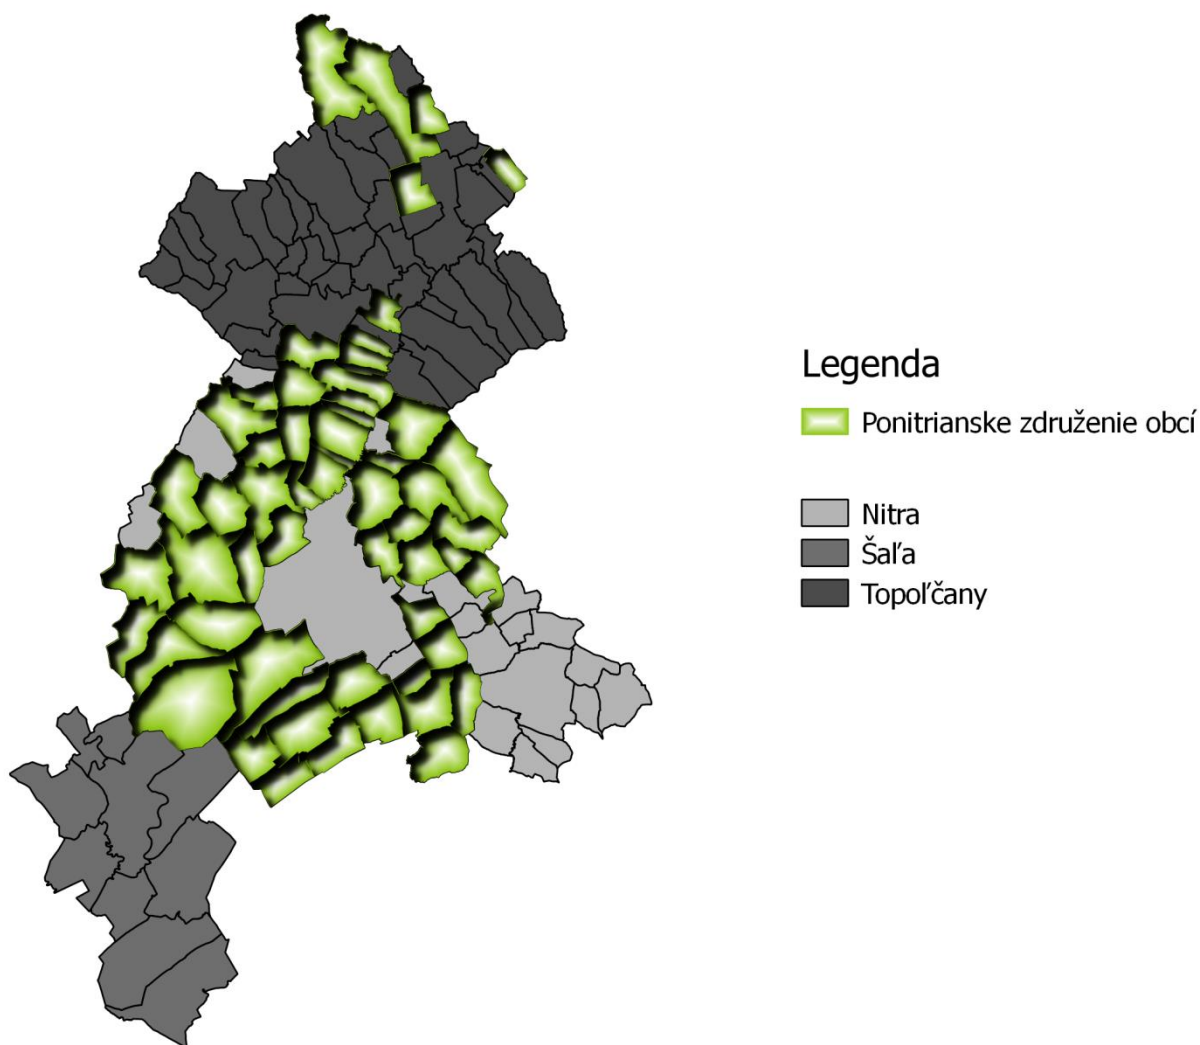 Legenda
Ponitrianske združenie obcí
Nitra
Šaľa
Topoľčany